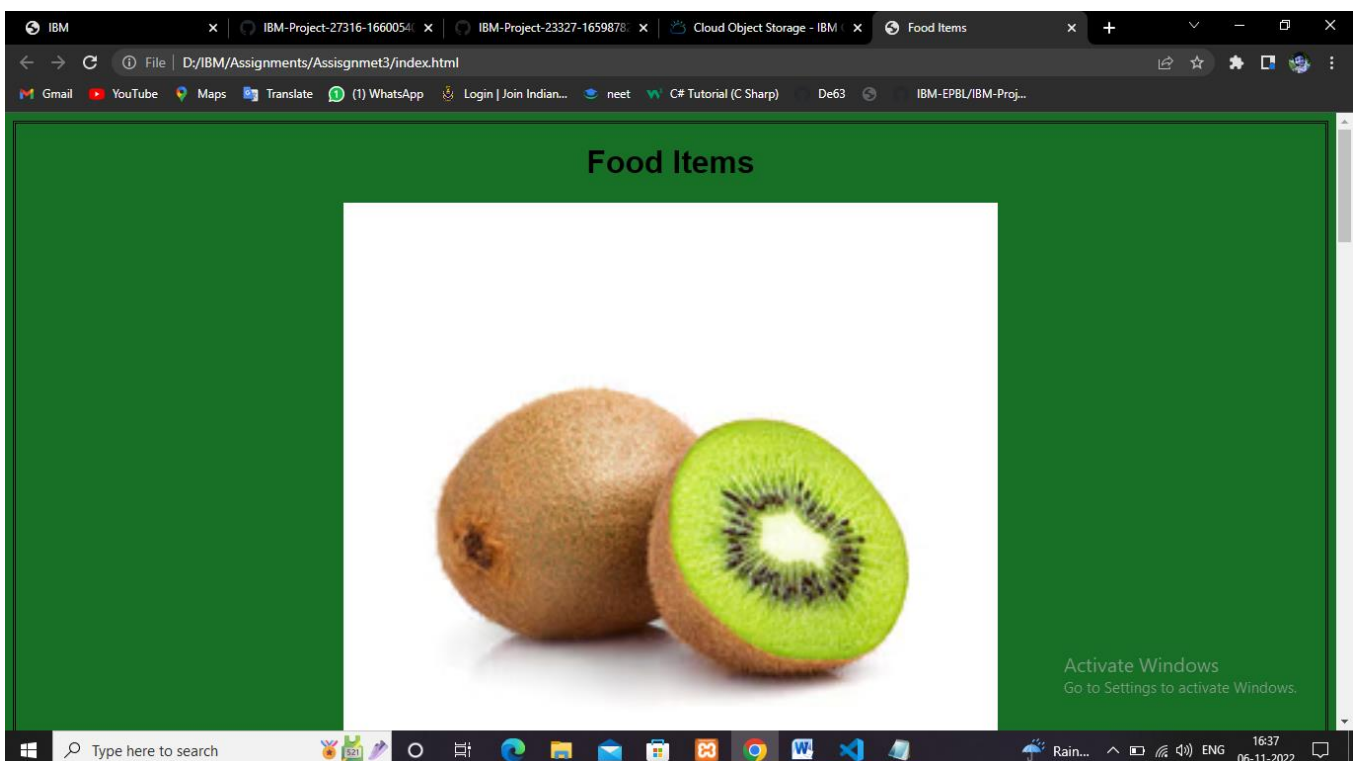 IBM
IBM-Project-27316-1660054
IBM-Project-23327-1659878
Cloud Object Storage - IBM
Food Items
File | D:/IBM/Assignments/Assisgnmet3/index.html
Gmail YouTube Maps Translate (1) WhatsApp Login | Join Indian... neet C# Tutorial (C Sharp) De63 IBM-EPBL/IBM-Proj...
Food Items
Activate Windows
Go to Settings to activate Windows.
Type here to search
521
Rain... ENG
16:37
06-11-2022